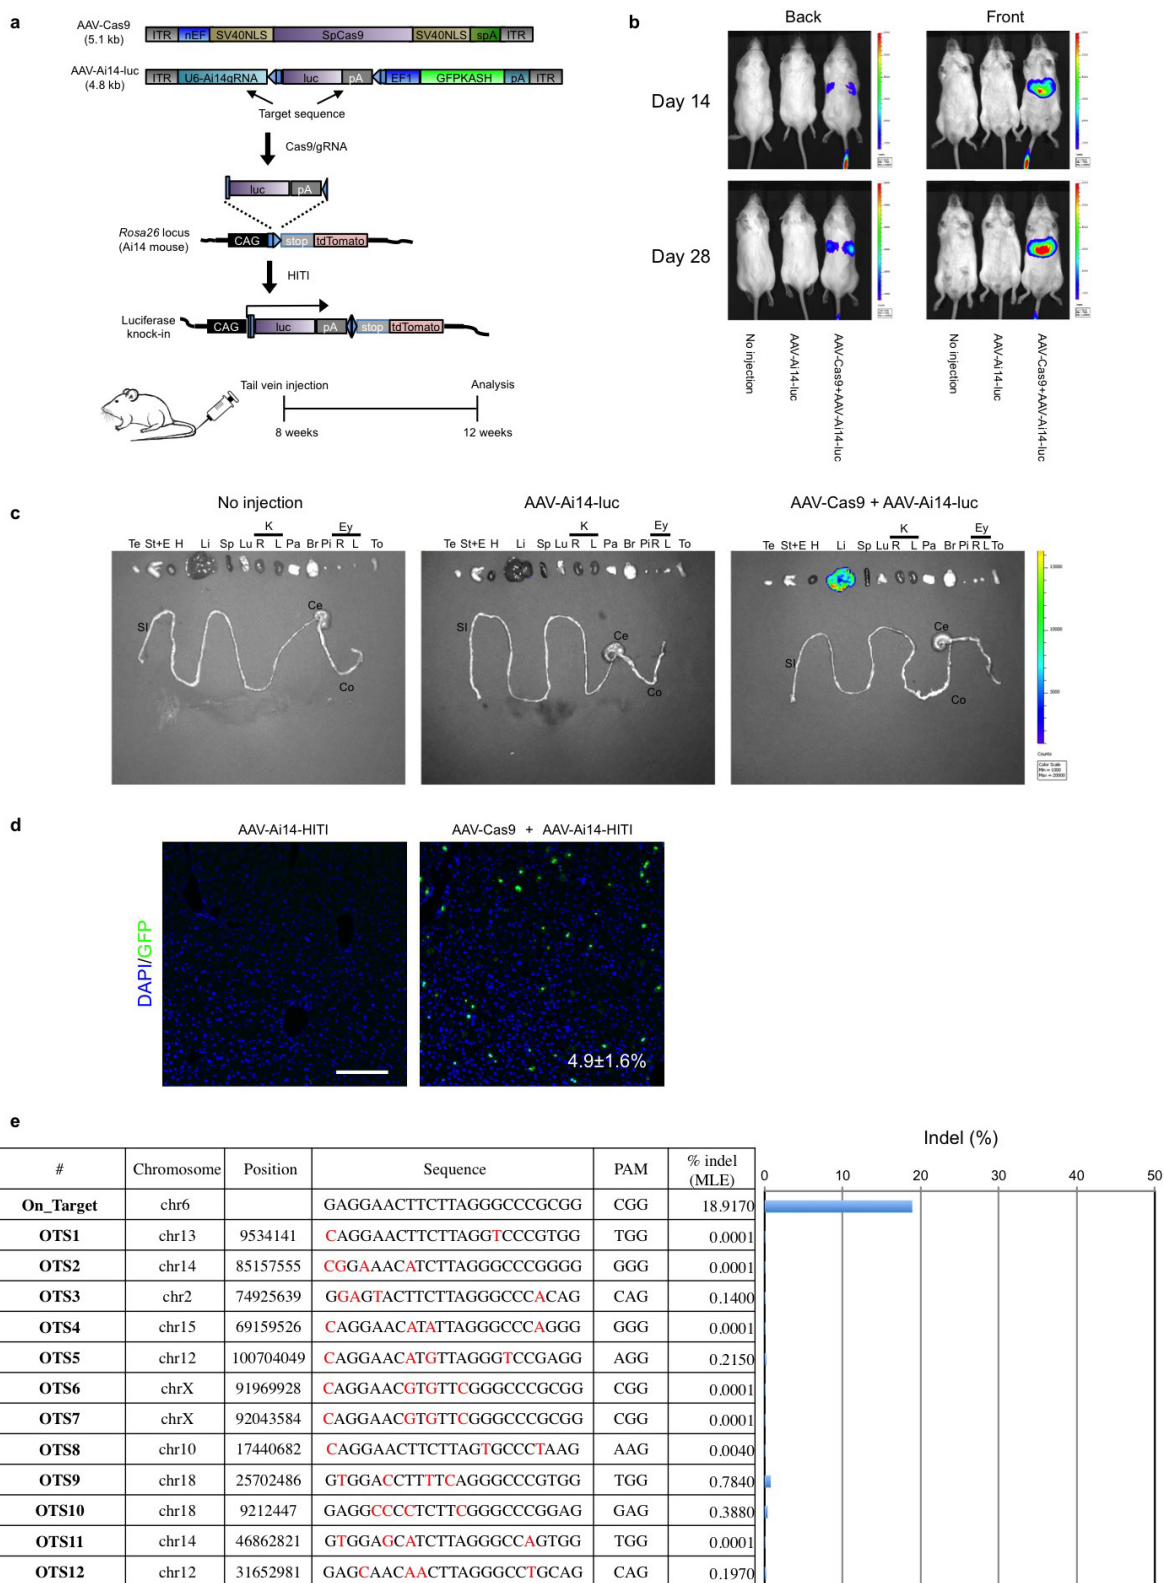 a
AAV-Cas9
(5.1 kb)
ITR nEF SV40NLS SpCas9 SV40NLS spA ITR
AAV-Ai14-luc
(4.8 kb)
ITR U6-Ai14gRNA luc pA EF1 GFPKASH pA ITR
Target sequence
Cas9/gRNA
luc pA
Rosa26 locus
(Ai14 mouse)
CAG stop tdTomato
HITI
Luciferase
knock-in
CAG luc pA stop tdTomato
Tail vein injection
Analysis
8 weeks
12 weeks
b
Back Front
Day 14
Day 28
No injection
AAV-Ai14-luc
AAV-Cas9+AAV-Ai14-luc
No injection
AAV-Ai14-luc
AAV-Cas9+AAV-Ai14-luc
c
No injection
K Ey
Te St+E H Li Sp Lu R L Pa Br Pi R L To
SI
Ce
Co
AAV-Ai14-luc
K Ey
Te St+E H Li Sp Lu R L Pa Br Pi R L To
SI
Ce
Co
AAV-Cas9 + AAV-Ai14-luc
K Ey
Te St+E H Li Sp Lu R L Pa Br Pi R L To
SI
Ce
Co
15000
10000
5000
Counts
Color Scale
Min = 1000
Max = 20000
d
AAV-Ai14-HITI
AAV-Cas9 + AAV-Ai14-HITI
DAPI/GFP
4.9±1.6%
e
Indel (%)
# Chromosome Position Sequence PAM % indel (MLE)
0 10 20 30 40 50
On_Target chr6 GAGGAACTTCTTAGGGCCCGCGG CGG 18.9170
OTS1 chr13 9534141 CAGGAACTTCTTAGGTCCCGTGG TGG 0.0001
OTS2 chr14 85157555 CGGAAACATCTTAGGGCCCGGGG GGG 0.0001
OTS3 chr2 74925639 GGAGTACTTCTTAGGGCCCACAG CAG 0.1400
OTS4 chr15 69159526 CAGGAACATATTAGGGCCCAGGG GGG 0.0001
OTS5 chr12 100704049 CAGGAACATGTTAGGGTCCGAGG AGG 0.2150
OTS6 chrX 91969928 CAGGAACGTGTTCGGGCCCGCGG CGG 0.0001
OTS7 chrX 92043584 CAGGAACGTGTTCGGGCCCGCGG CGG 0.0001
OTS8 chr10 17440682 CAGGAACTTCTTAGTGCCCTAAG AAG 0.0040
OTS9 chr18 25702486 GTGGACCTTTTCAGGGCCCGTGG TGG 0.7840
OTS10 chr18 9212447 GAGGCCCCTCTTCGGGCCCGGAG GAG 0.3880
OTS11 chr14 46862821 GTGGAGCATCTTAGGGCCAGTGG TGG 0.0001
OTS12 chr12 31652981 GAGCAACAACTTAGGGCCTGCAG CAG 0.1970